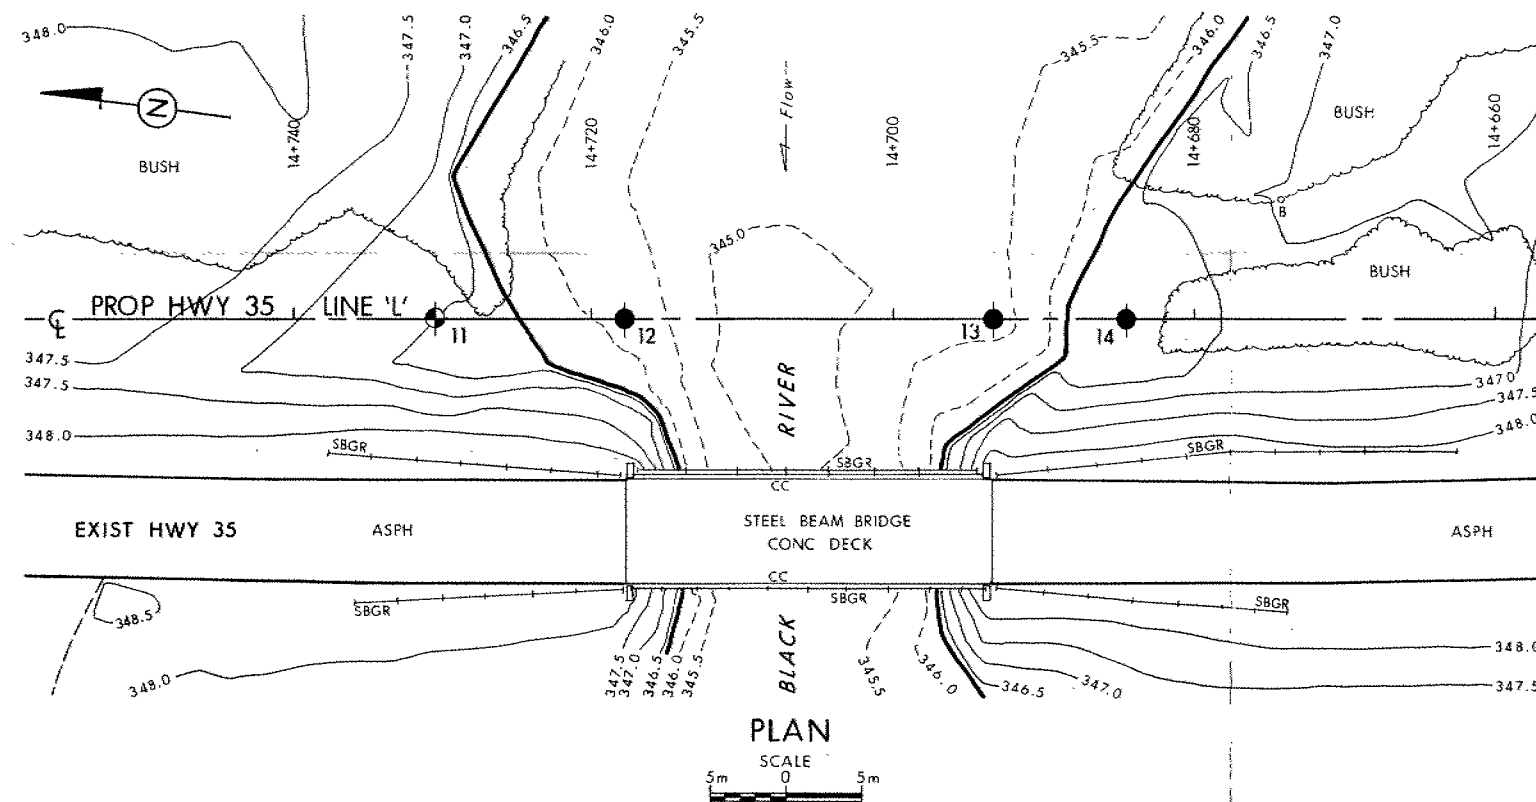 348.0
347.5
347.0
346.5
346.0
345.5
345.5
346.0
346.5
347.0
N
BUSH
14+740
14+720
Flow
14+700
14+680
BUSH
14+660
B
345.0
BUSH
℄ PROP HWY 35 LINE 'L'
11
12
13
14
347.5
347.5
348.0
347.0
347.5
348.0
SBGR
SBGR
SBGR
RIVER
CC
EXIST HWY 35
ASPH
STEEL BEAM BRIDGE
CONC DECK
ASPH
CC
SBGR
SBGR
SBGR
348.5
348.0
347.5
347.0
346.5
346.0
345.5
BLACK
345.5
346.0
346.5
347.0
348.0
347.5
PLAN
SCALE
5m 0 5m